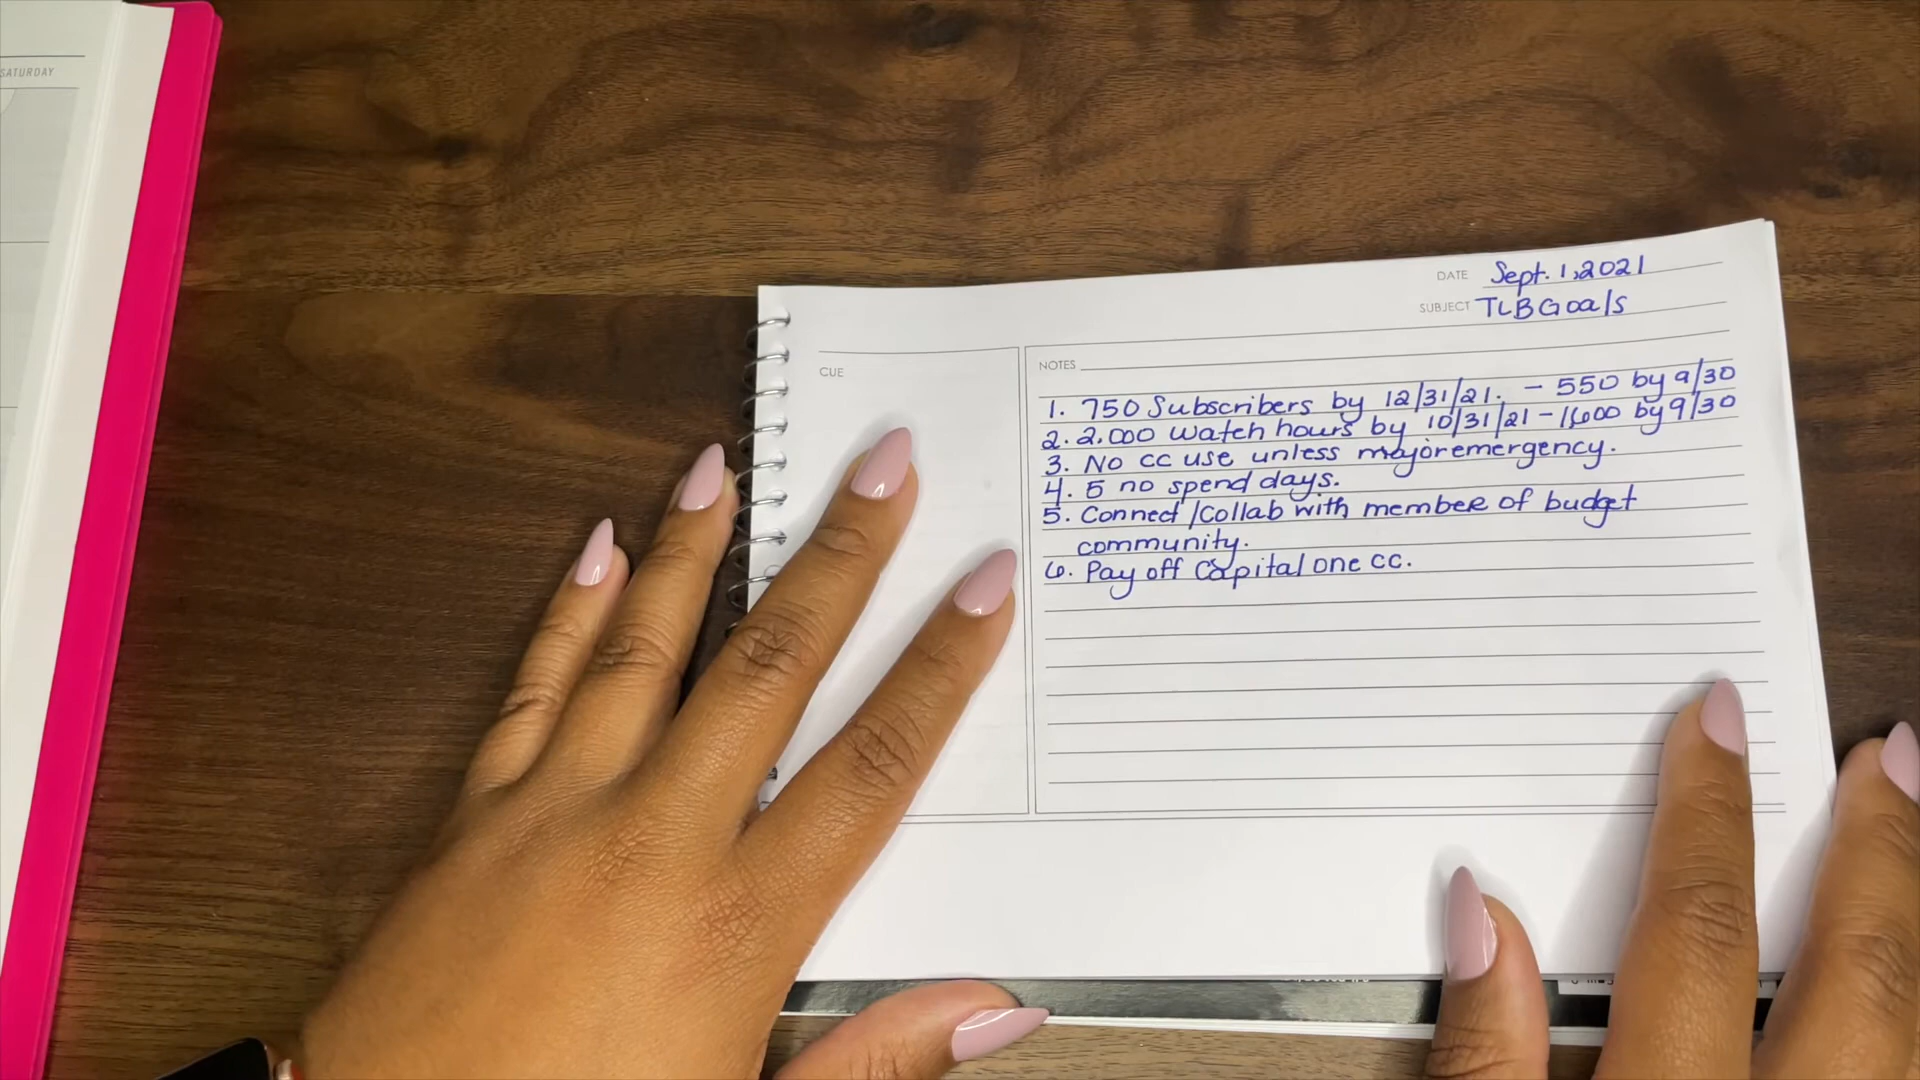 SATURDAY
DATE Sept. 1, 2021
SUBJECT TLB Goals
CUE
NOTES
1. 750 Subscribers by 12/31/21. - 550 by 9/30
2. 2,000 watch hours by 10/31/21 - 1600 by 9/30
3. No cc use unless major emergency.
4. 5 no spend days.
5. Connect/Collab with member of budget
community.
6. Pay off Capital one cc.